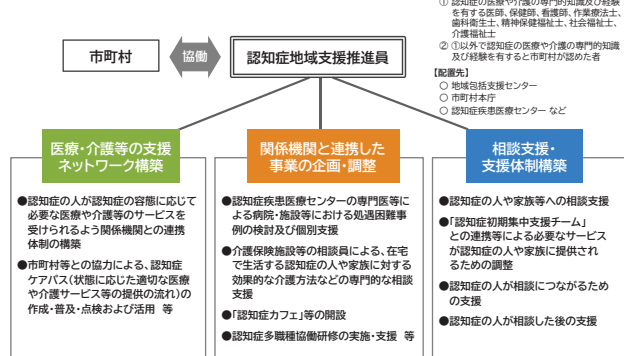 ① 認知症の医療や介護の専門的知識及び経験
を有する医師、保健師、看護師、作業療法士、
歯科衛生士、精神保健福祉士、社会福祉士、
介護福祉士
② ①以外で認知症の医療や介護の専門的知識
及び経験を有すると市町村が認めた者
【配置先】
○ 地域包括支援センター
○ 市町村本庁
○ 認知症疾患医療センター など
市町村
協働
認知症地域支援推進員
医療・介護等の支援
ネットワーク構築
●認知症の人が認知症の容態に応じて
必要な医療や介護等のサービスを
受けられるよう関係機関との連携
体制の構築
●市町村等との協力による、認知症
ケアパス(状態に応じた適切な医療
や介護サービス等の提供の流れ)の
作成・普及・点検および活用 等
関係機関と連携した
事業の企画・調整
●認知症疾患医療センターの専門医等に
よる病院・施設等における処遇困難事
例の検討及び個別支援
●介護保険施設等の相談員による、在宅
で生活する認知症の人や家族に対する
効果的な介護方法などの専門的な相談
支援
●「認知症カフェ」等の開設
●認知症多職種協働研修の実施・支援 等
相談支援・
支援体制構築
●認知症の人や家族等への相談支援
●「認知症初期集中支援チーム」
との連携等による必要なサービス
が認知症の人や家族に提供され
るための調整
●認知症の人が相談につながるため
の支援
●認知症の人が相談した後の支援